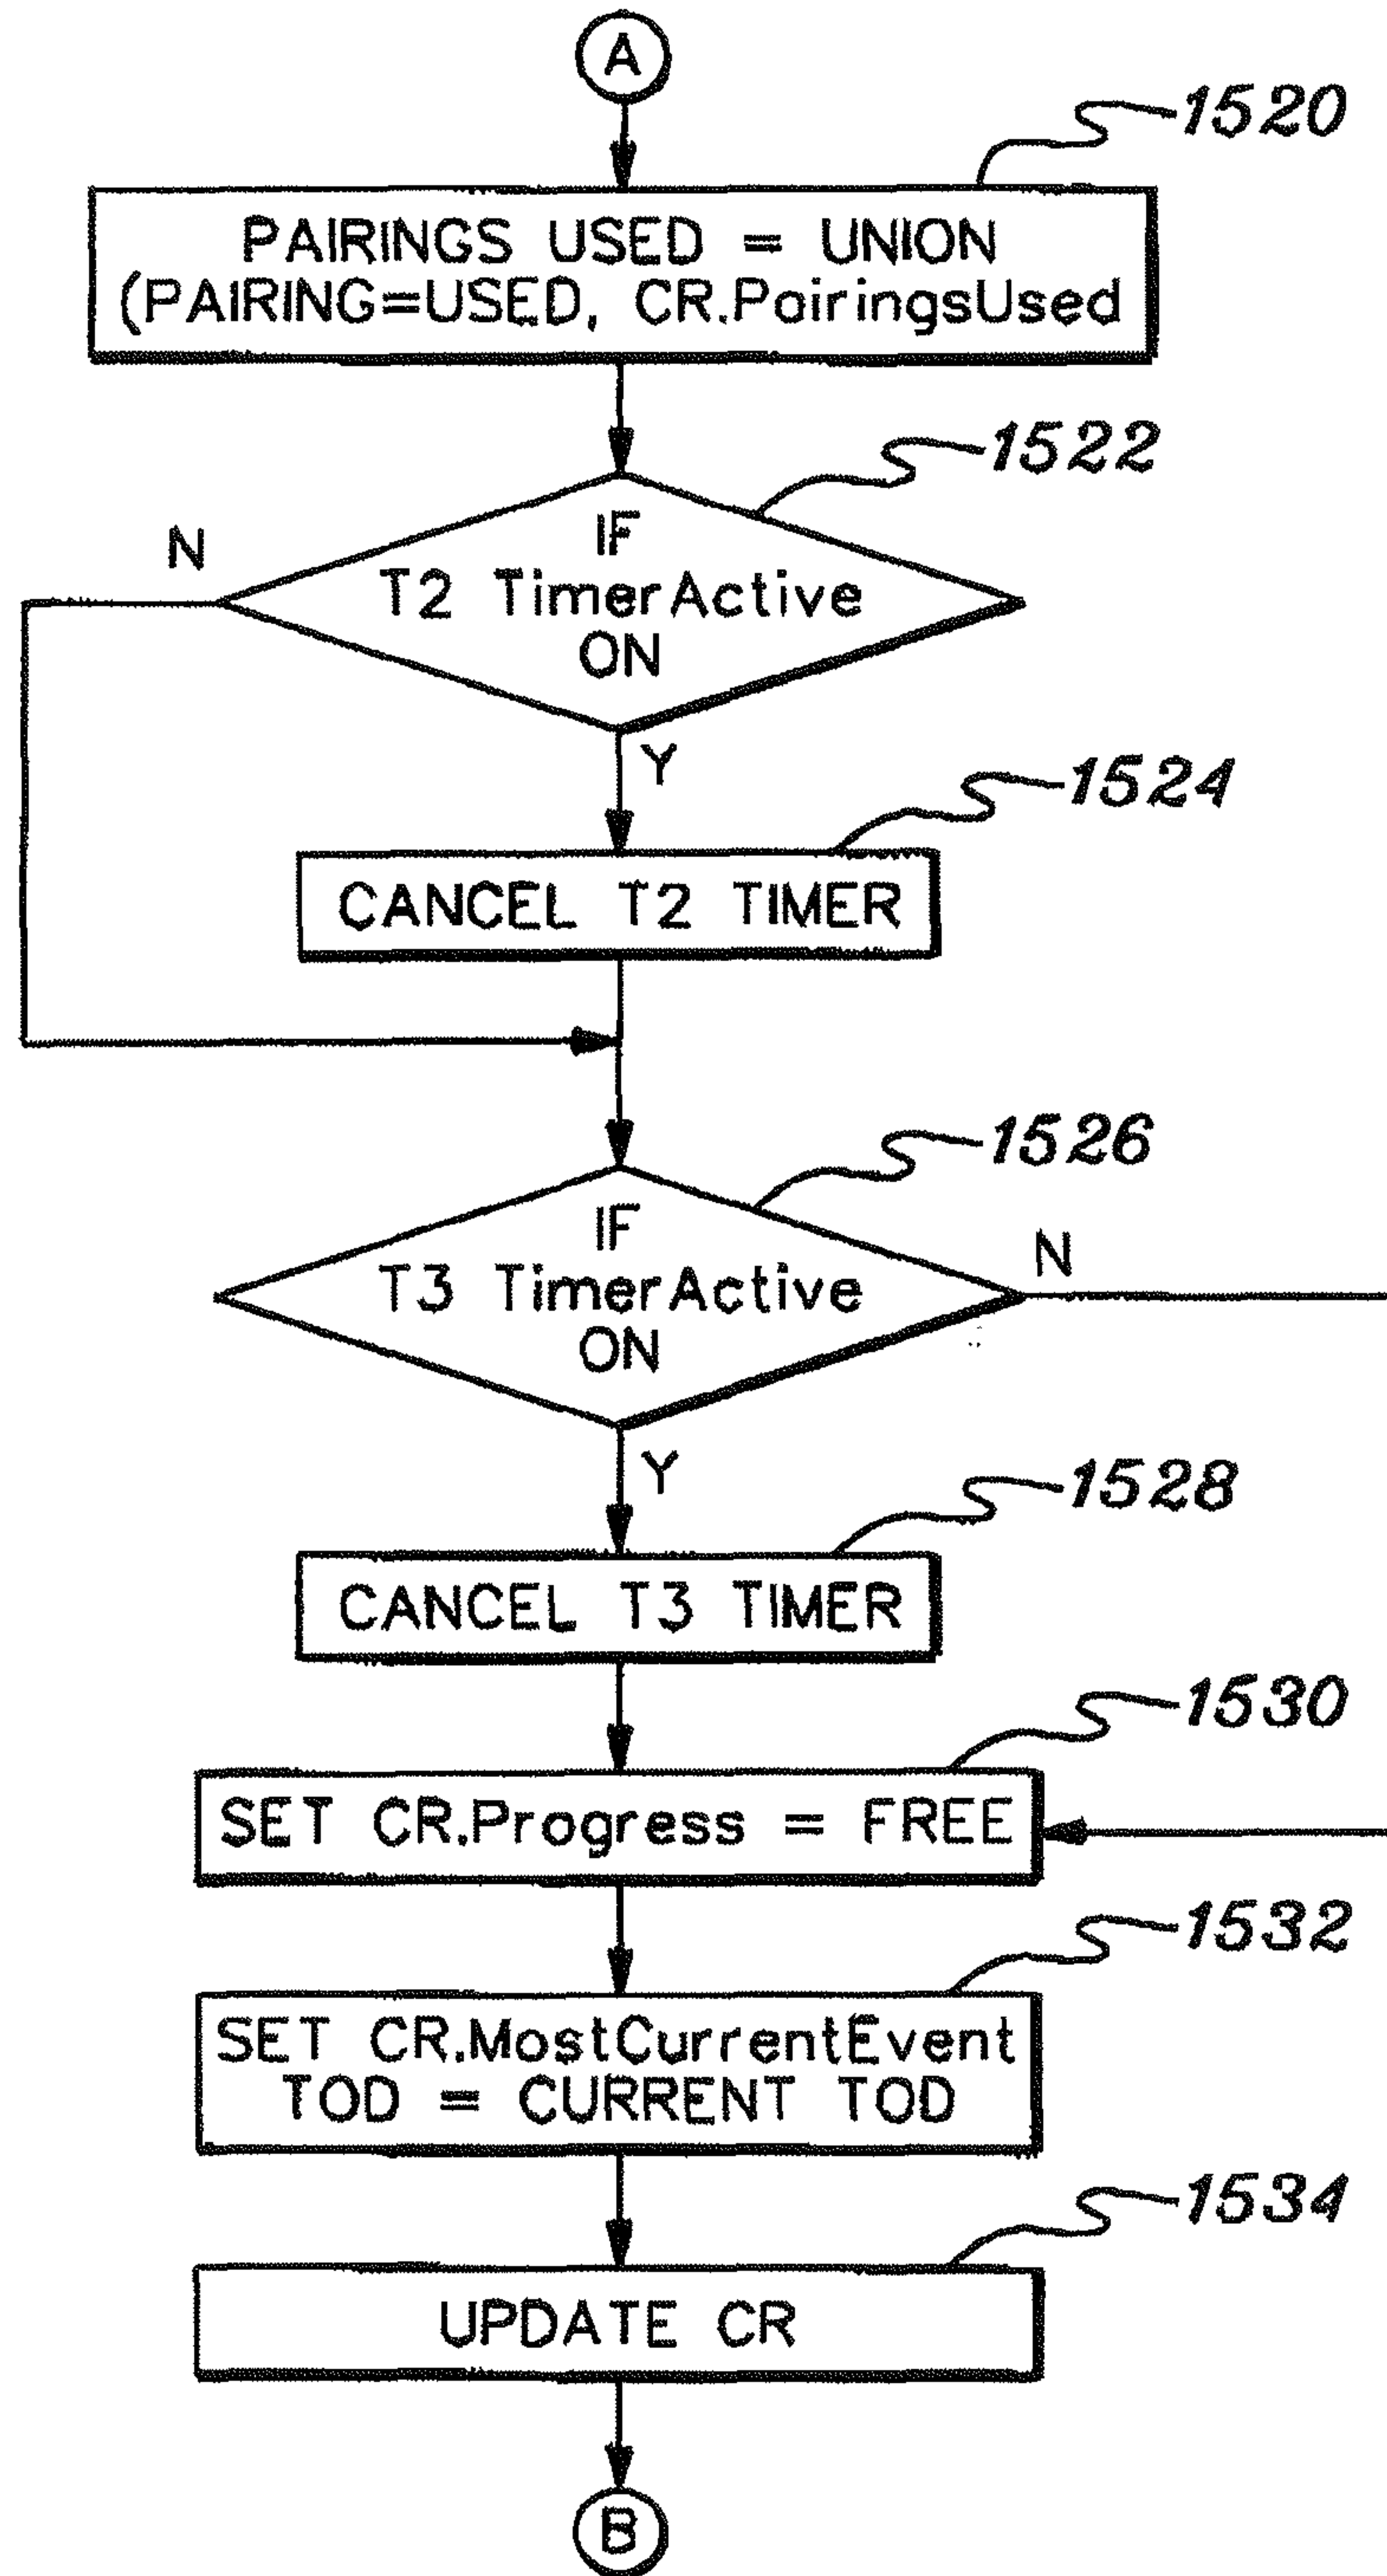 A
1520
PAIRINGS USED = UNION
(PAIRING=USED, CR.PairingsUsed
1522
N
IF
T2 TimerActive
ON
Y
1524
CANCEL T2 TIMER
1526
IF
N
T3 TimerActive
ON
Y
1528
CANCEL T3 TIMER
1530
SET CR.Progress = FREE
1532
SET CR.MostCurrentEvent
TOD = CURRENT TOD
1534
UPDATE CR
B